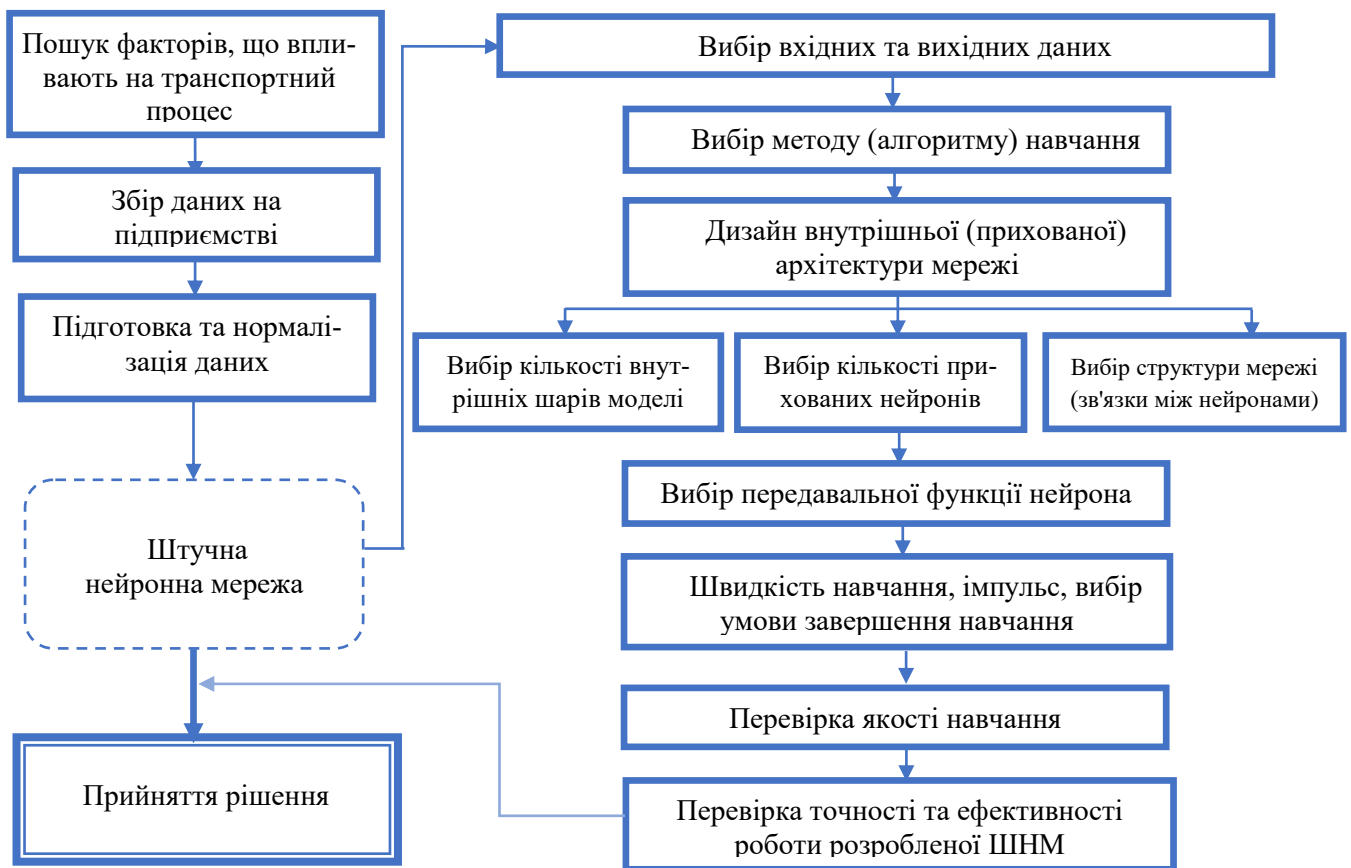 Пошук факторів, що впли-
вають на транспортний
процес
Збір даних на
підприємстві
Підготовка та нормалі-
зація даних
Штучна
нейронна мережа
Прийняття рішення
Вибір вхідних та вихідних даних
Вибір методу (алгоритму) навчання
Дизайн внутрішньої (прихованої)
архітектури мережі
Вибір кількості внут-
рішніх шарів моделі
Вибір кількості при-
хованих нейронів
Вибір структури мережі
(зв'язки між нейронами)
Вибір передавальної функції нейрона
Швидкість навчання, імпульс, вибір
умови завершення навчання
Перевірка якості навчання
Перевірка точності та ефективності
роботи розробленої ШНМ